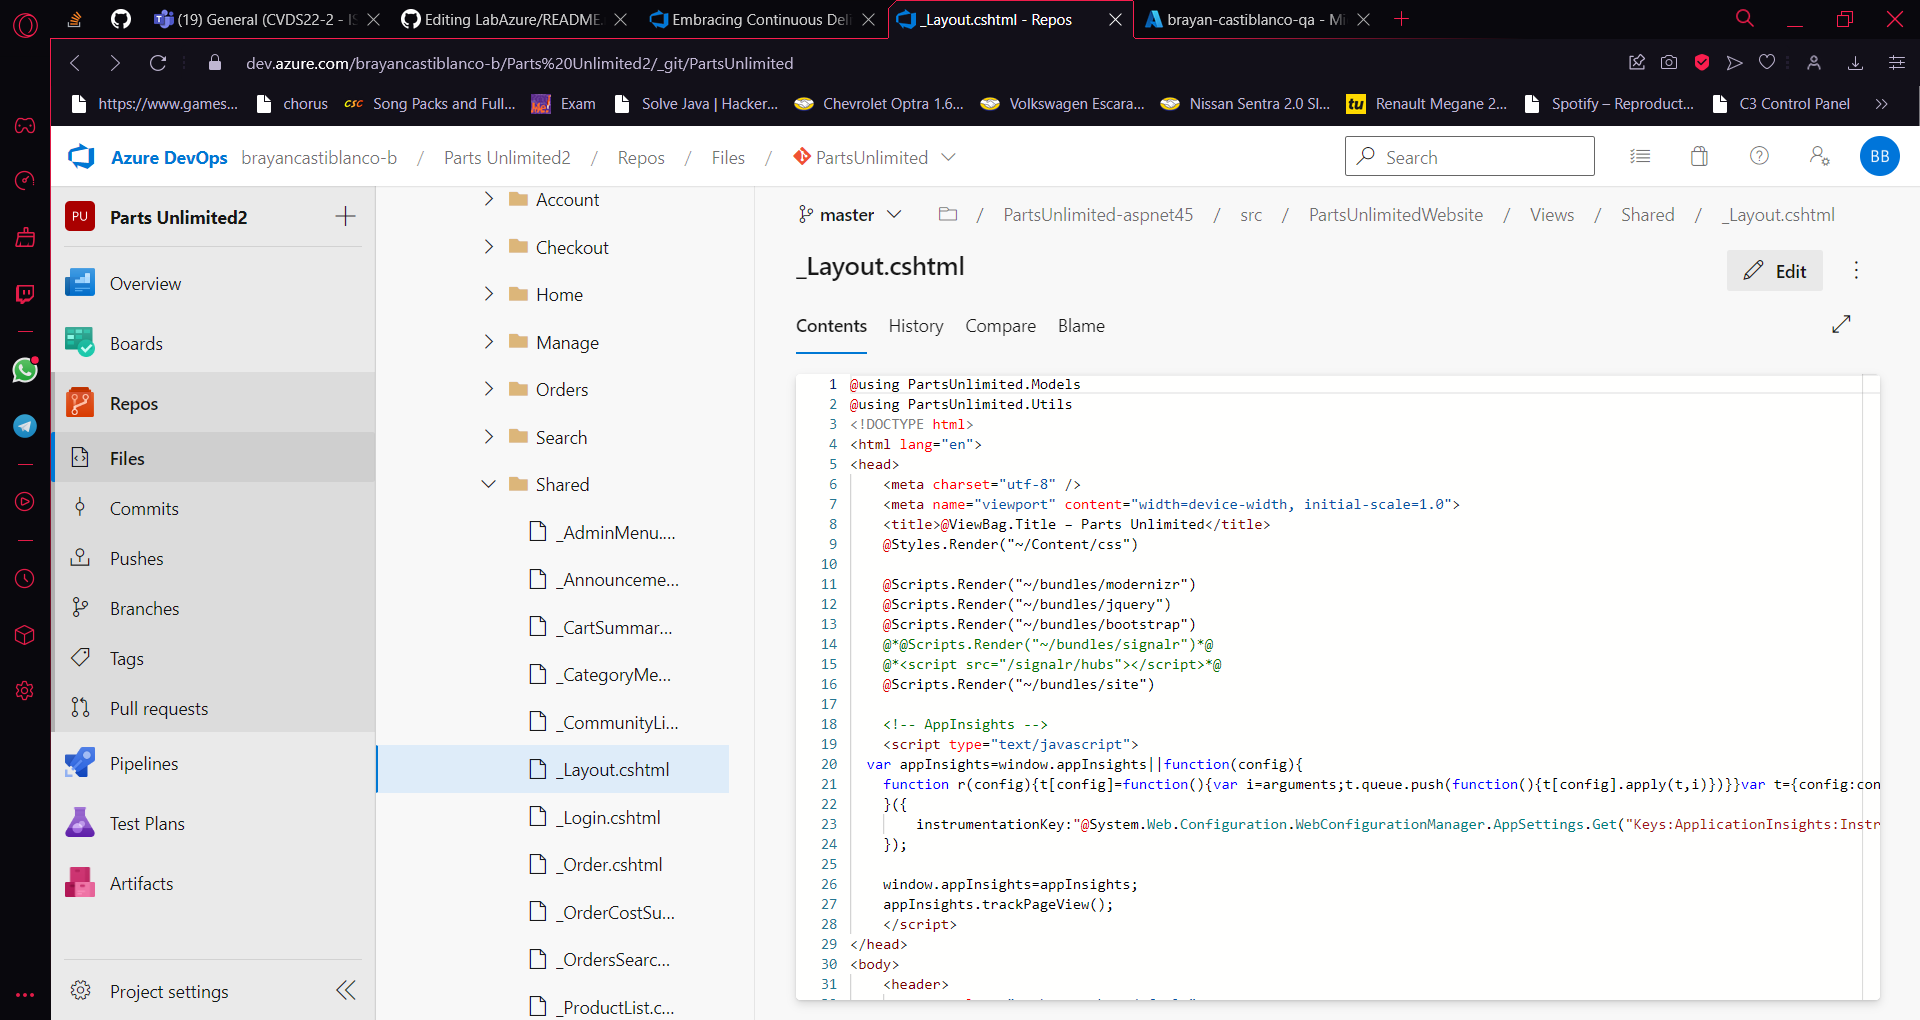 (19) General (CVDS22-2 - IS
Editing LabAzure/README.
Embracing Continuous Deli
_Layout.cshtml - Repos
brayan-castiblanco-qa - Mi
dev.azure.com/brayancastiblanco-b/Parts%20Unlimited2/_git/PartsUnlimited
https://www.games...
chorus
CSC Song Packs and Full...
Exam
Solve Java | Hacker...
Chevrolet Optra 1.6...
Volkswagen Escara...
Nissan Sentra 2.0 Sl...
tu Renault Megane 2...
Spotify – Reproduct...
C3 Control Panel
Azure DevOps brayancastiblanco-b / Parts Unlimited2 / Repos / Files / PartsUnlimited
Search
BB
PU Parts Unlimited2
Overview
Boards
Repos
Files
Commits
Pushes
Branches
Tags
Pull requests
Pipelines
Test Plans
Artifacts
Project settings
Account
Checkout
Home
Manage
Orders
Search
Shared
_AdminMenu....
_Announceme...
_CartSummar...
_CategoryMe...
_CommunityLi...
_Layout.cshtml
_Login.cshtml
_Order.cshtml
_OrderCostSu...
_OrdersSearc...
_ProductList.c...
master / PartsUnlimited-aspnet45 / src / PartsUnlimitedWebsite / Views / Shared / _Layout.cshtml
_Layout.cshtml
Edit
Contents History Compare Blame
1 @using PartsUnlimited.Models
2 @using PartsUnlimited.Utils
3 <!DOCTYPE html>
4 <html lang="en">
5 <head>
6 <meta charset="utf-8" />
7 <meta name="viewport" content="width=device-width, initial-scale=1.0">
8 <title>@ViewBag.Title – Parts Unlimited</title>
9 @Styles.Render("~/Content/css")
10
11 @Scripts.Render("~/bundles/modernizr")
12 @Scripts.Render("~/bundles/jquery")
13 @Scripts.Render("~/bundles/bootstrap")
14 @*@Scripts.Render("~/bundles/signalr")*@
15 @*<script src="/signalr/hubs"></script>*@
16 @Scripts.Render("~/bundles/site")
17
18 <!-- AppInsights -->
19 <script type="text/javascript">
20 var appInsights=window.appInsights||function(config){
21 function r(config){t[config]=function(){var i=arguments;t.queue.push(function(){t[config].apply(t,i)})}}var t={config:con
22 }({
23 instrumentationKey:"@System.Web.Configuration.WebConfigurationManager.AppSettings.Get("Keys:ApplicationInsights:Instr
24 });
25
26 window.appInsights=appInsights;
27 appInsights.trackPageView();
28 </script>
29 </head>
30 <body>
31 <header>